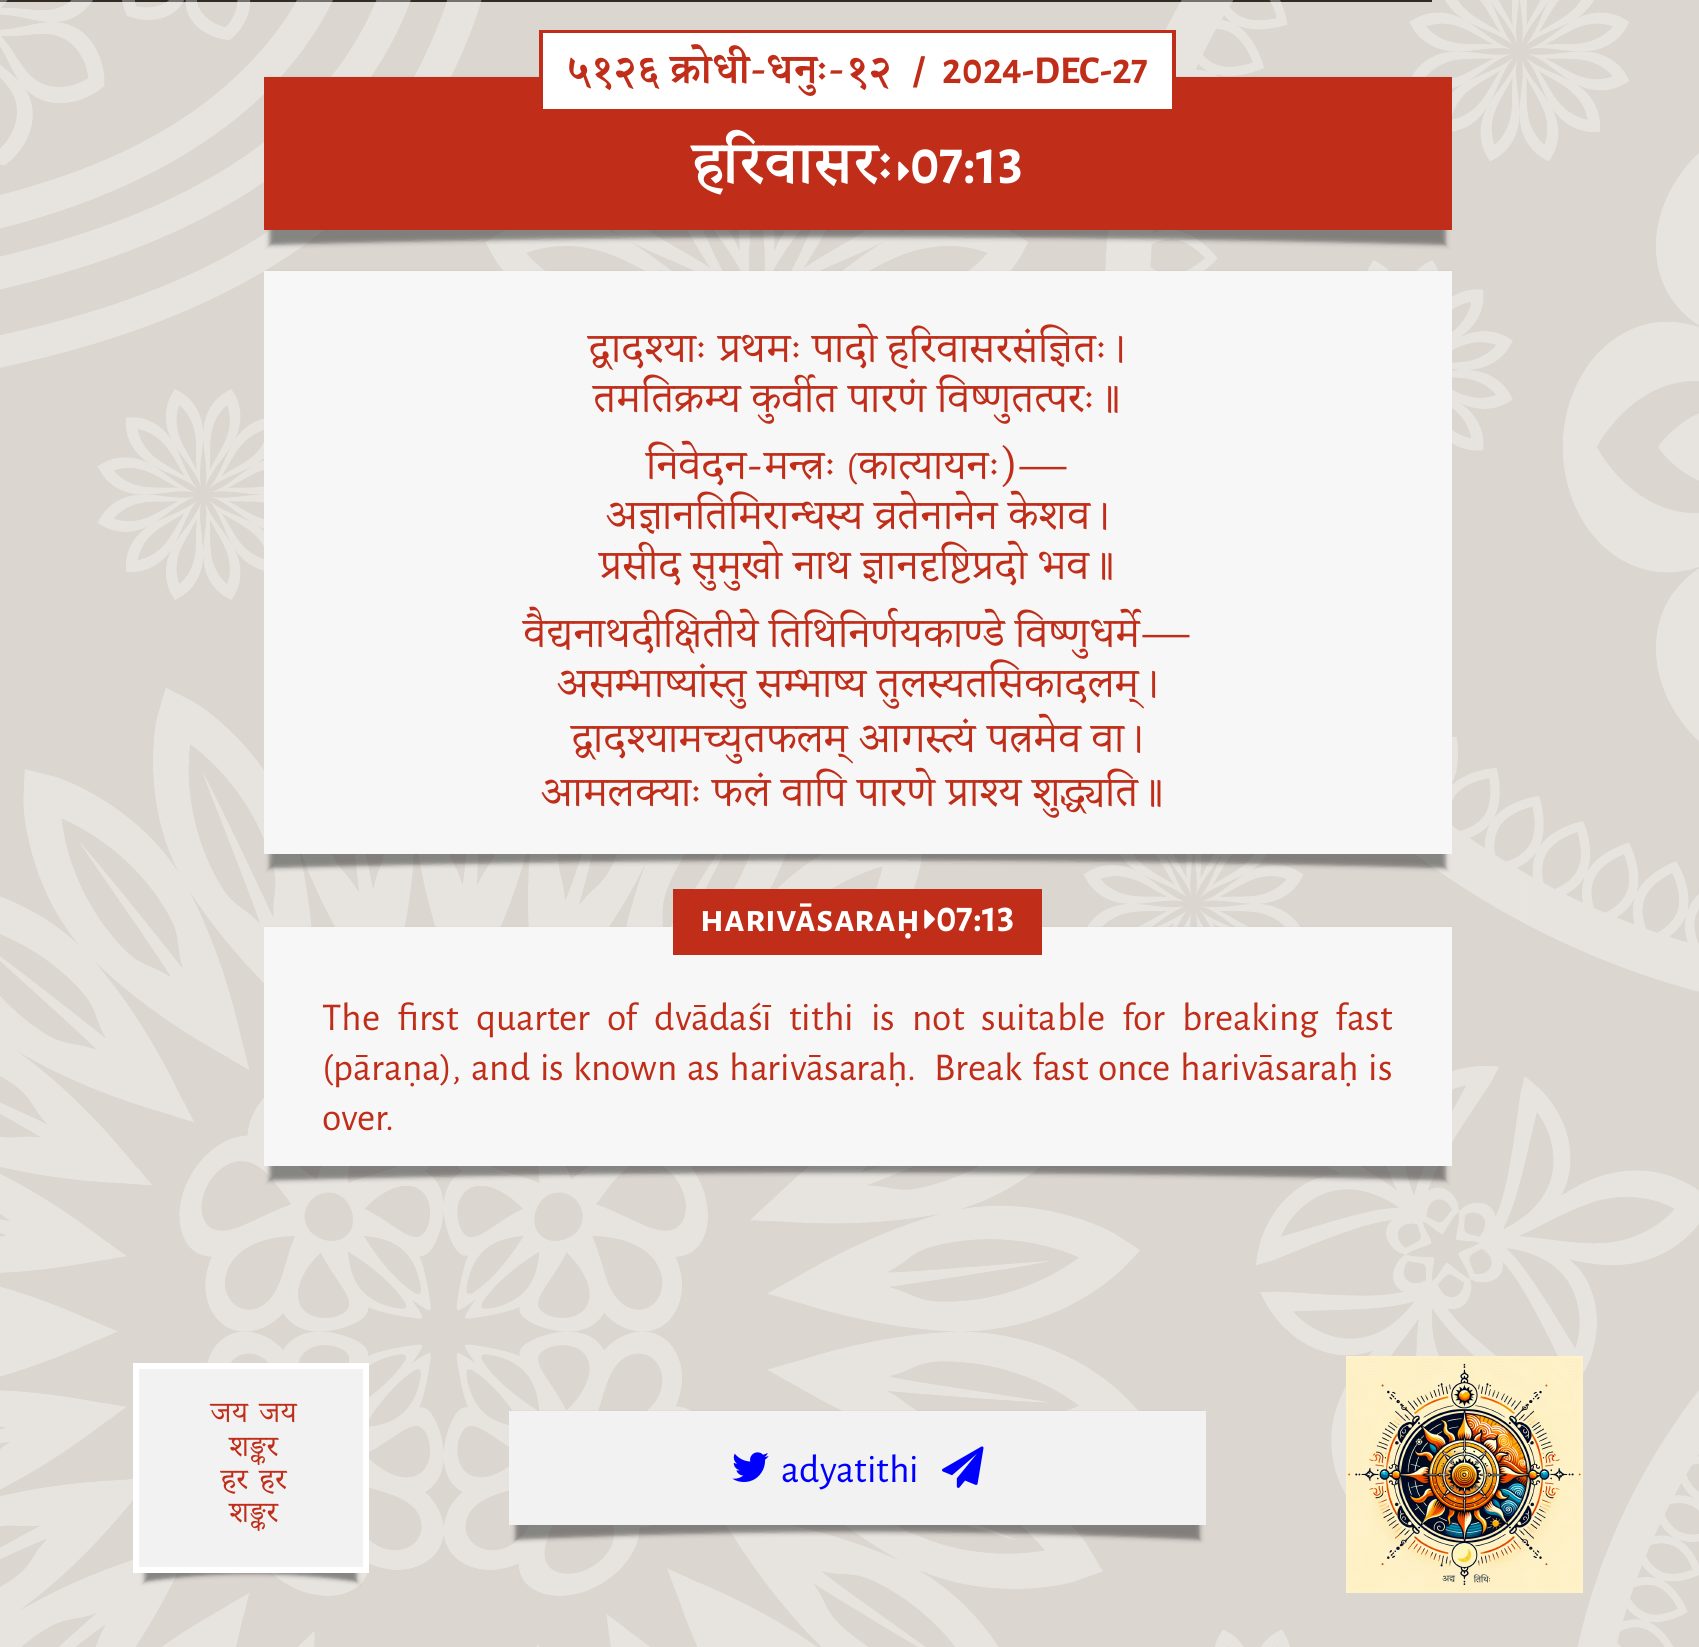 ५१२६ क्रोधी-धनुः-१२ / 2024-DEC-27
हरिवासरः▸07:13
द्वादश्याः प्रथमः पादो हरिवासरसंज्ञितः।
तमतिक्रम्य कुर्वीत पारणं विष्णुतत्परः॥
निवेदन-मन्त्रः (कात्यायनः)—
अज्ञानतिमिरान्धस्य व्रतेनानेन केशव।
प्रसीद सुमुखो नाथ ज्ञानदृष्टिप्रदो भव॥
वैद्यनाथदीक्षितीये तिथिनिर्णयकाण्डे विष्णुधर्मे—
असम्भाष्यांस्तु सम्भाष्य तुलस्यतसिकादलम्।
द्वादश्यामच्युतफलम् आगस्त्यं पत्रमेव वा।
आमलक्याः फलं वापि पारणे प्राश्य शुद्ध्यति॥
HARIVĀSARAḤ▸07:13
The first quarter of dvādaśī tithi is not suitable for breaking fast
(pāraṇa), and is known as harivāsaraḥ. Break fast once harivāsaraḥ is
over.
जय जय
शङ्कर
हर हर
शङ्कर
adyatithi
अद्य तिथिः